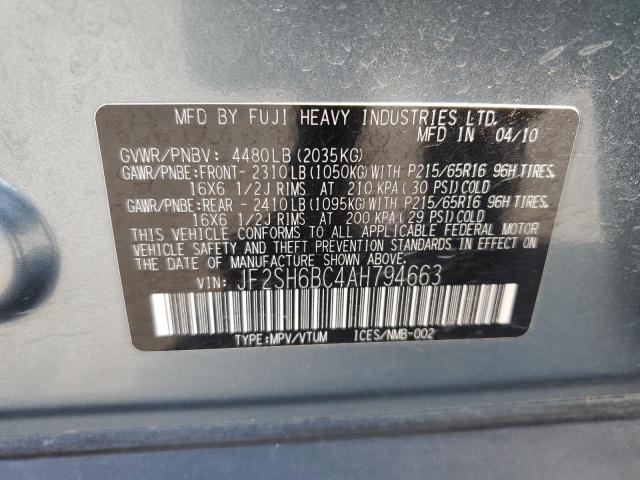 MFD BY FUJI HEAVY INDUSTRIES LTD.
MFD IN 04/10
GVWR/PNBV: 4480LB(2035KG)
GAWR/PNBE:FRONT- 2310LB(1050KG)WITH P215/65R16 96H TIRES,
16X6 1/2J RIMS AT 210 KPA(30 PSI)COLD
GAWR/PNBE:REAR - 2410LB(1095KG)WITH P215/65R16 96H TIRES,
16X6 1/2J RIMS AT 200 KPA(29 PSI)COLD
THIS VEHICLE CONFORMS TO ALL APPLICABLE FEDERAL MOTOR
VEHICLE SAFETY AND THEFT PREVENTION STANDARDS IN EFFECT
ON THE DATE OF MANUFACTURE SHOWN ABOVE.
VIN: JF2SH6BC4AH794663
TYPE:MPV/VTUM ICES/NMB-002